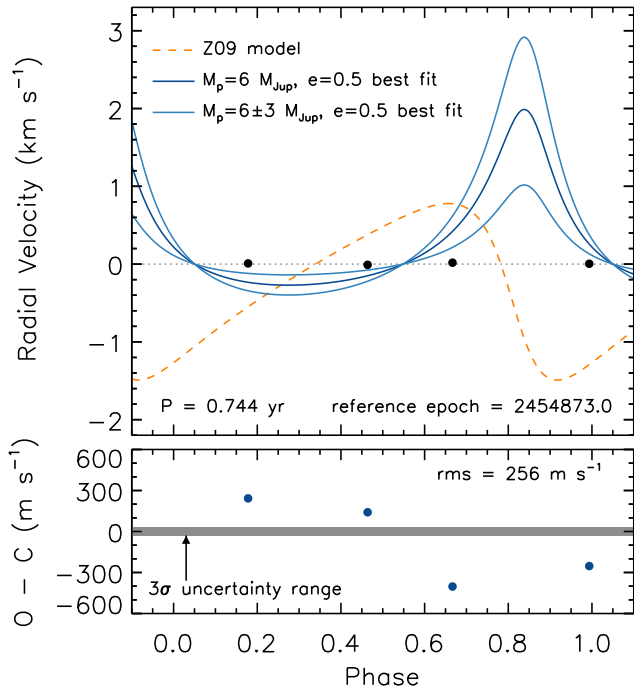 3
2
1
0
−1
−2
Radial Velocity (km s⁻¹)
Z09 model
Mₚ=6 M_Jup, e=0.5 best fit
Mₚ=6±3 M_Jup, e=0.5 best fit
P = 0.744 yr
reference epoch = 2454873.0
600
300
0
−300
−600
O − C (m s⁻¹)
rms = 256 m s⁻¹
3σ uncertainty range
0.0 0.2 0.4 0.6 0.8 1.0
Phase